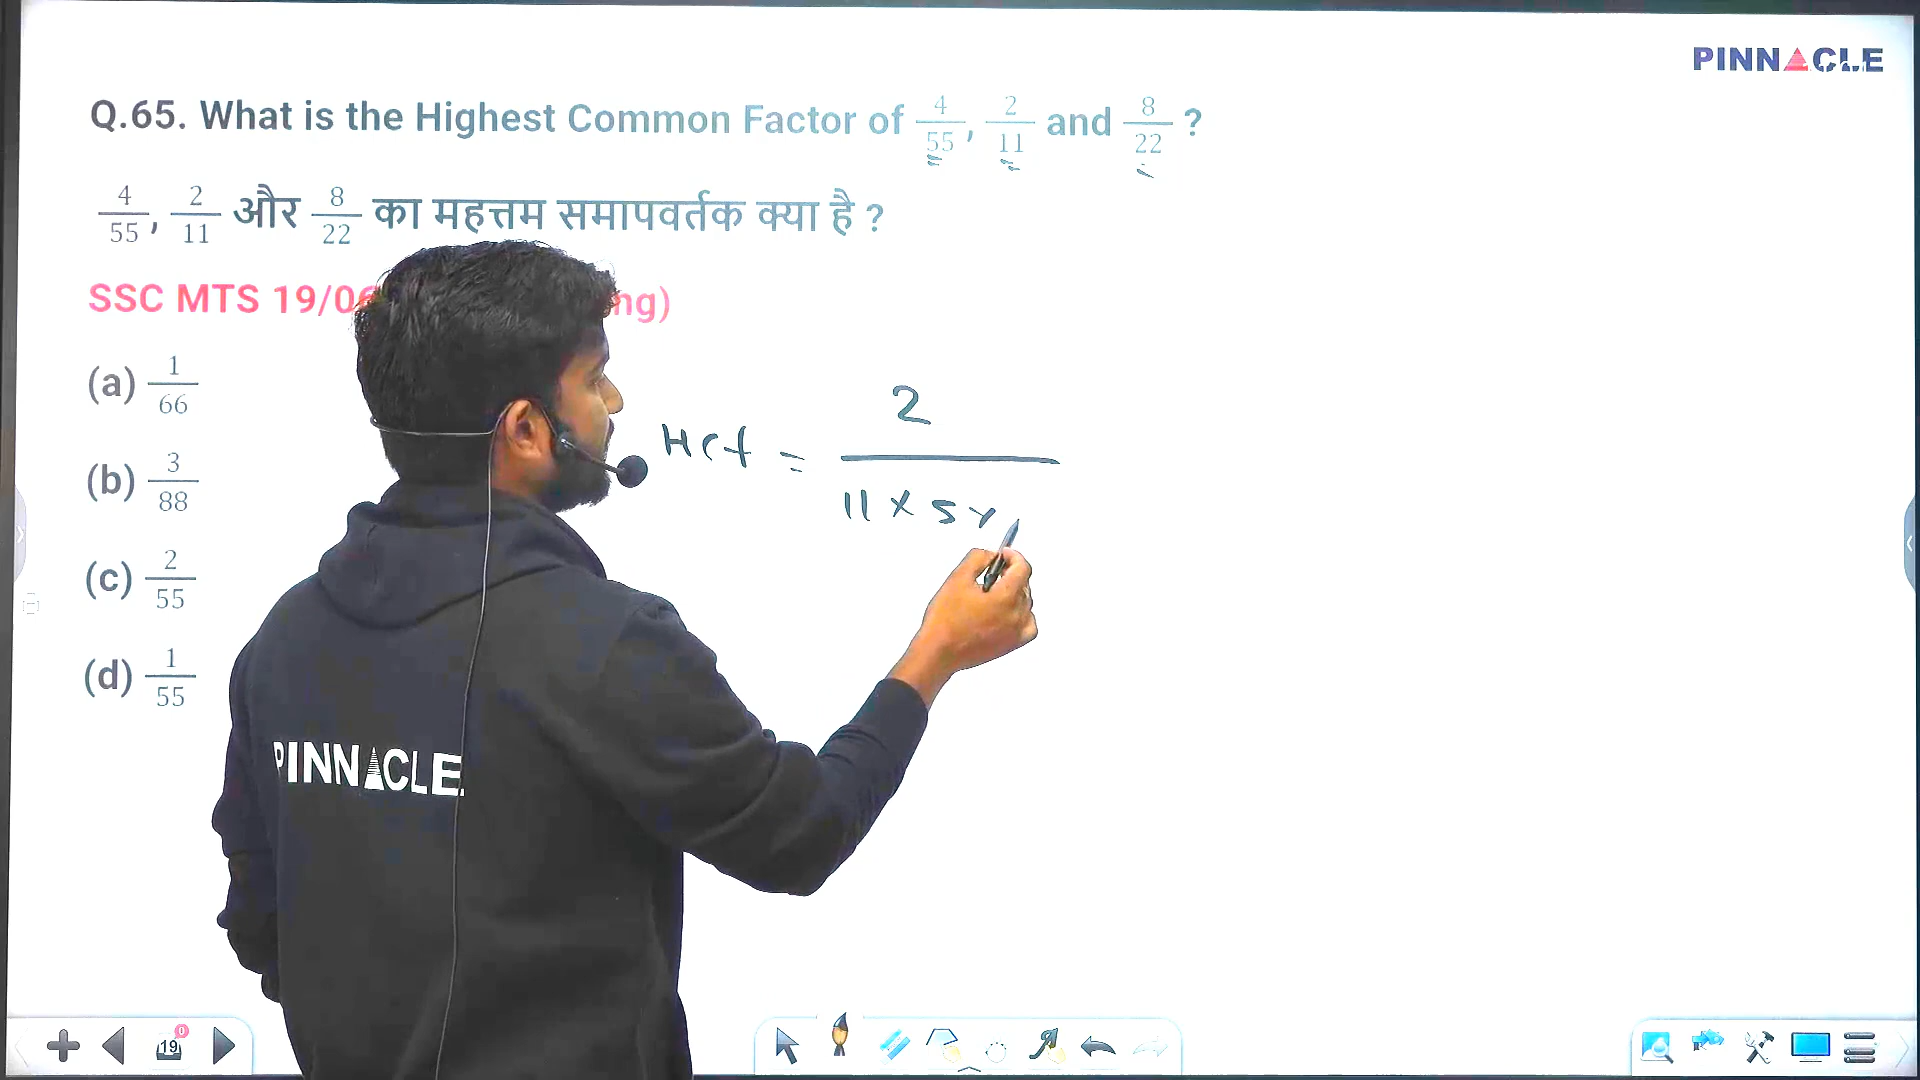 PINNACLE
Q.65. What is the Highest Common Factor of 4/55, 2/11 and 8/22 ?
4/55, 2/11 और 8/22 का महत्तम समापवर्तक क्या है ?
SSC MTS 19/06 ng)
(a) 1/66
(b) 3/88
(c) 2/55
(d) 1/55
HCf = 2/11 x 5 x
PINNACLE
19
0